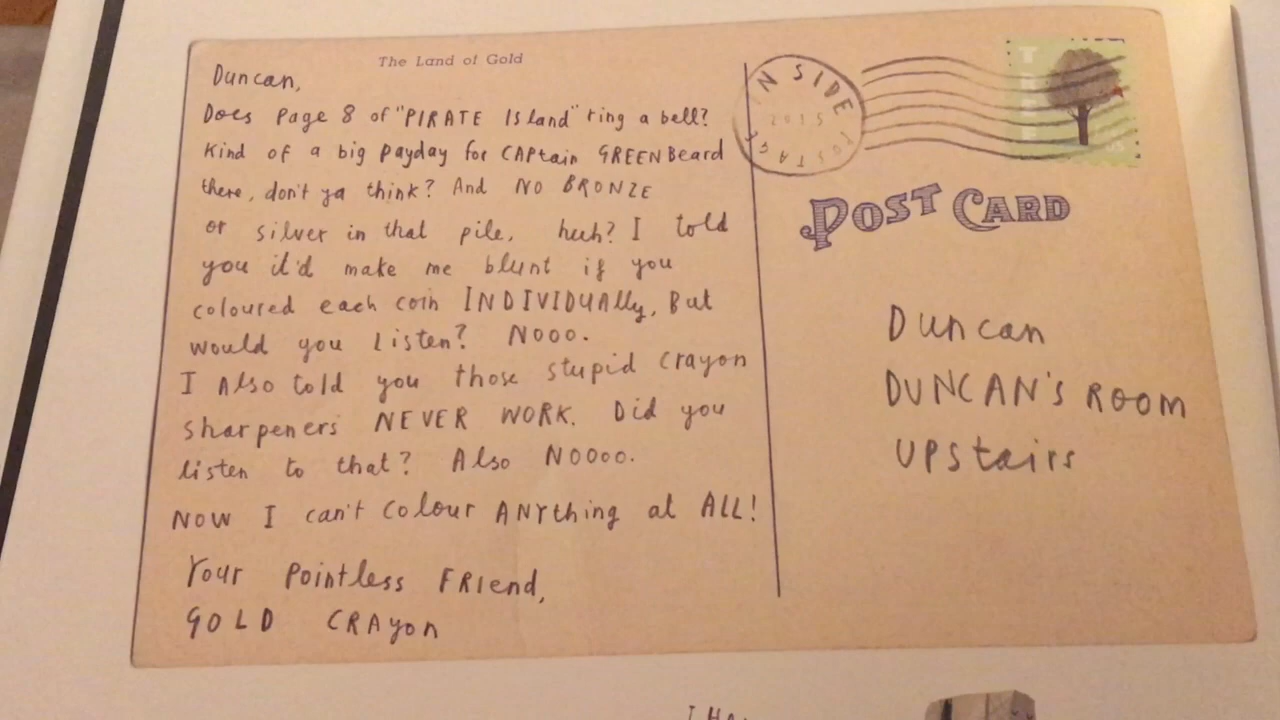 The Land of Gold
Duncan,
Does Page 8 of "PIRATE ISland" ring a bell?
Kind of a big payday for CAPtain GREENBeard
there, don't ya think? And NO BRONZE
or silver in that pile, huh? I told
you it'd make me blunt if you
coloured each coin INDIVIDUAlly, But
would you listen? NOOO.
I Also told you those stupid crayon
sharpeners NEVER WORK. Did you
listen to that? Also NOOOO.
NOW I can't colour ANYthing at ALL!
Your Pointless FRIend,
GOLD CRAyon
IN SIDE
2015
POSTAGE
TREE
POST CARD
Duncan
DUNCAN'S ROOM
UPstairs